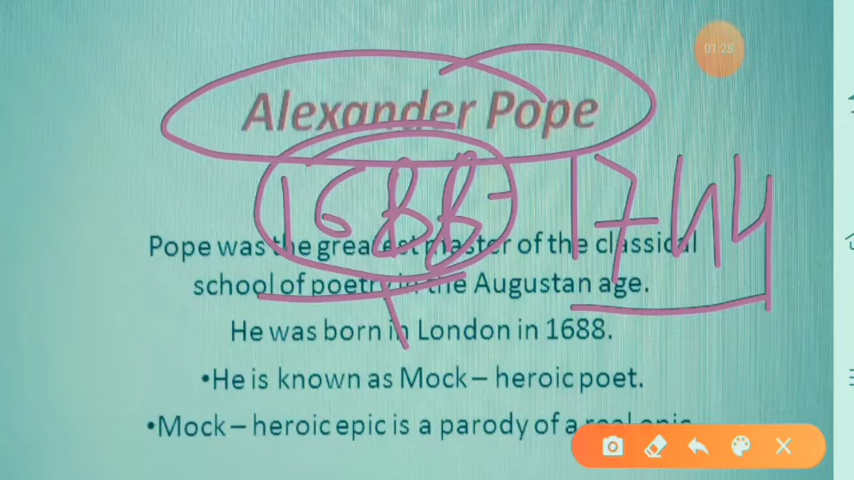 01:28
Alexander Pope
1688-1744
Pope was the greatest master of the classical
school of poetry in the Augustan age.
He was born in London in 1688.
•He is known as Mock – heroic poet.
•Mock – heroic epic is a parody of a real epic